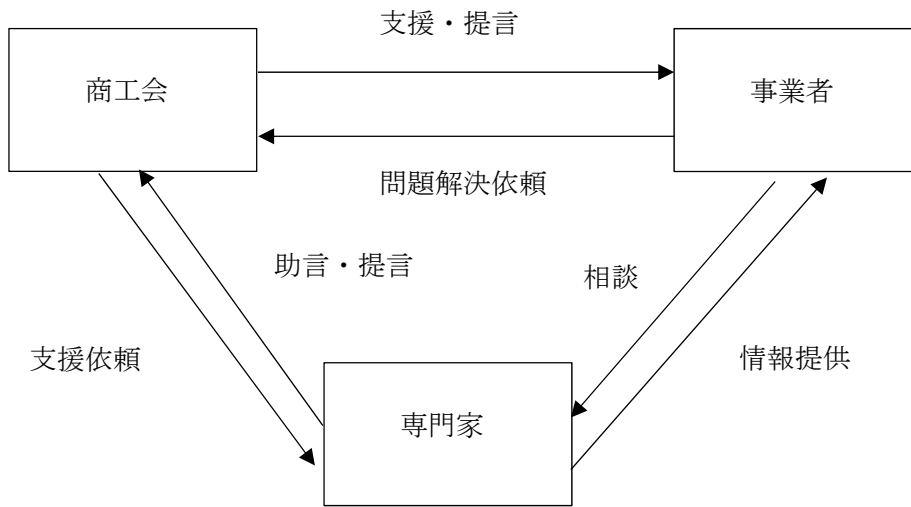 支援・提言
商工会
事業者
問題解決依頼
助言・提言
相談
支援依頼
情報提供
専門家